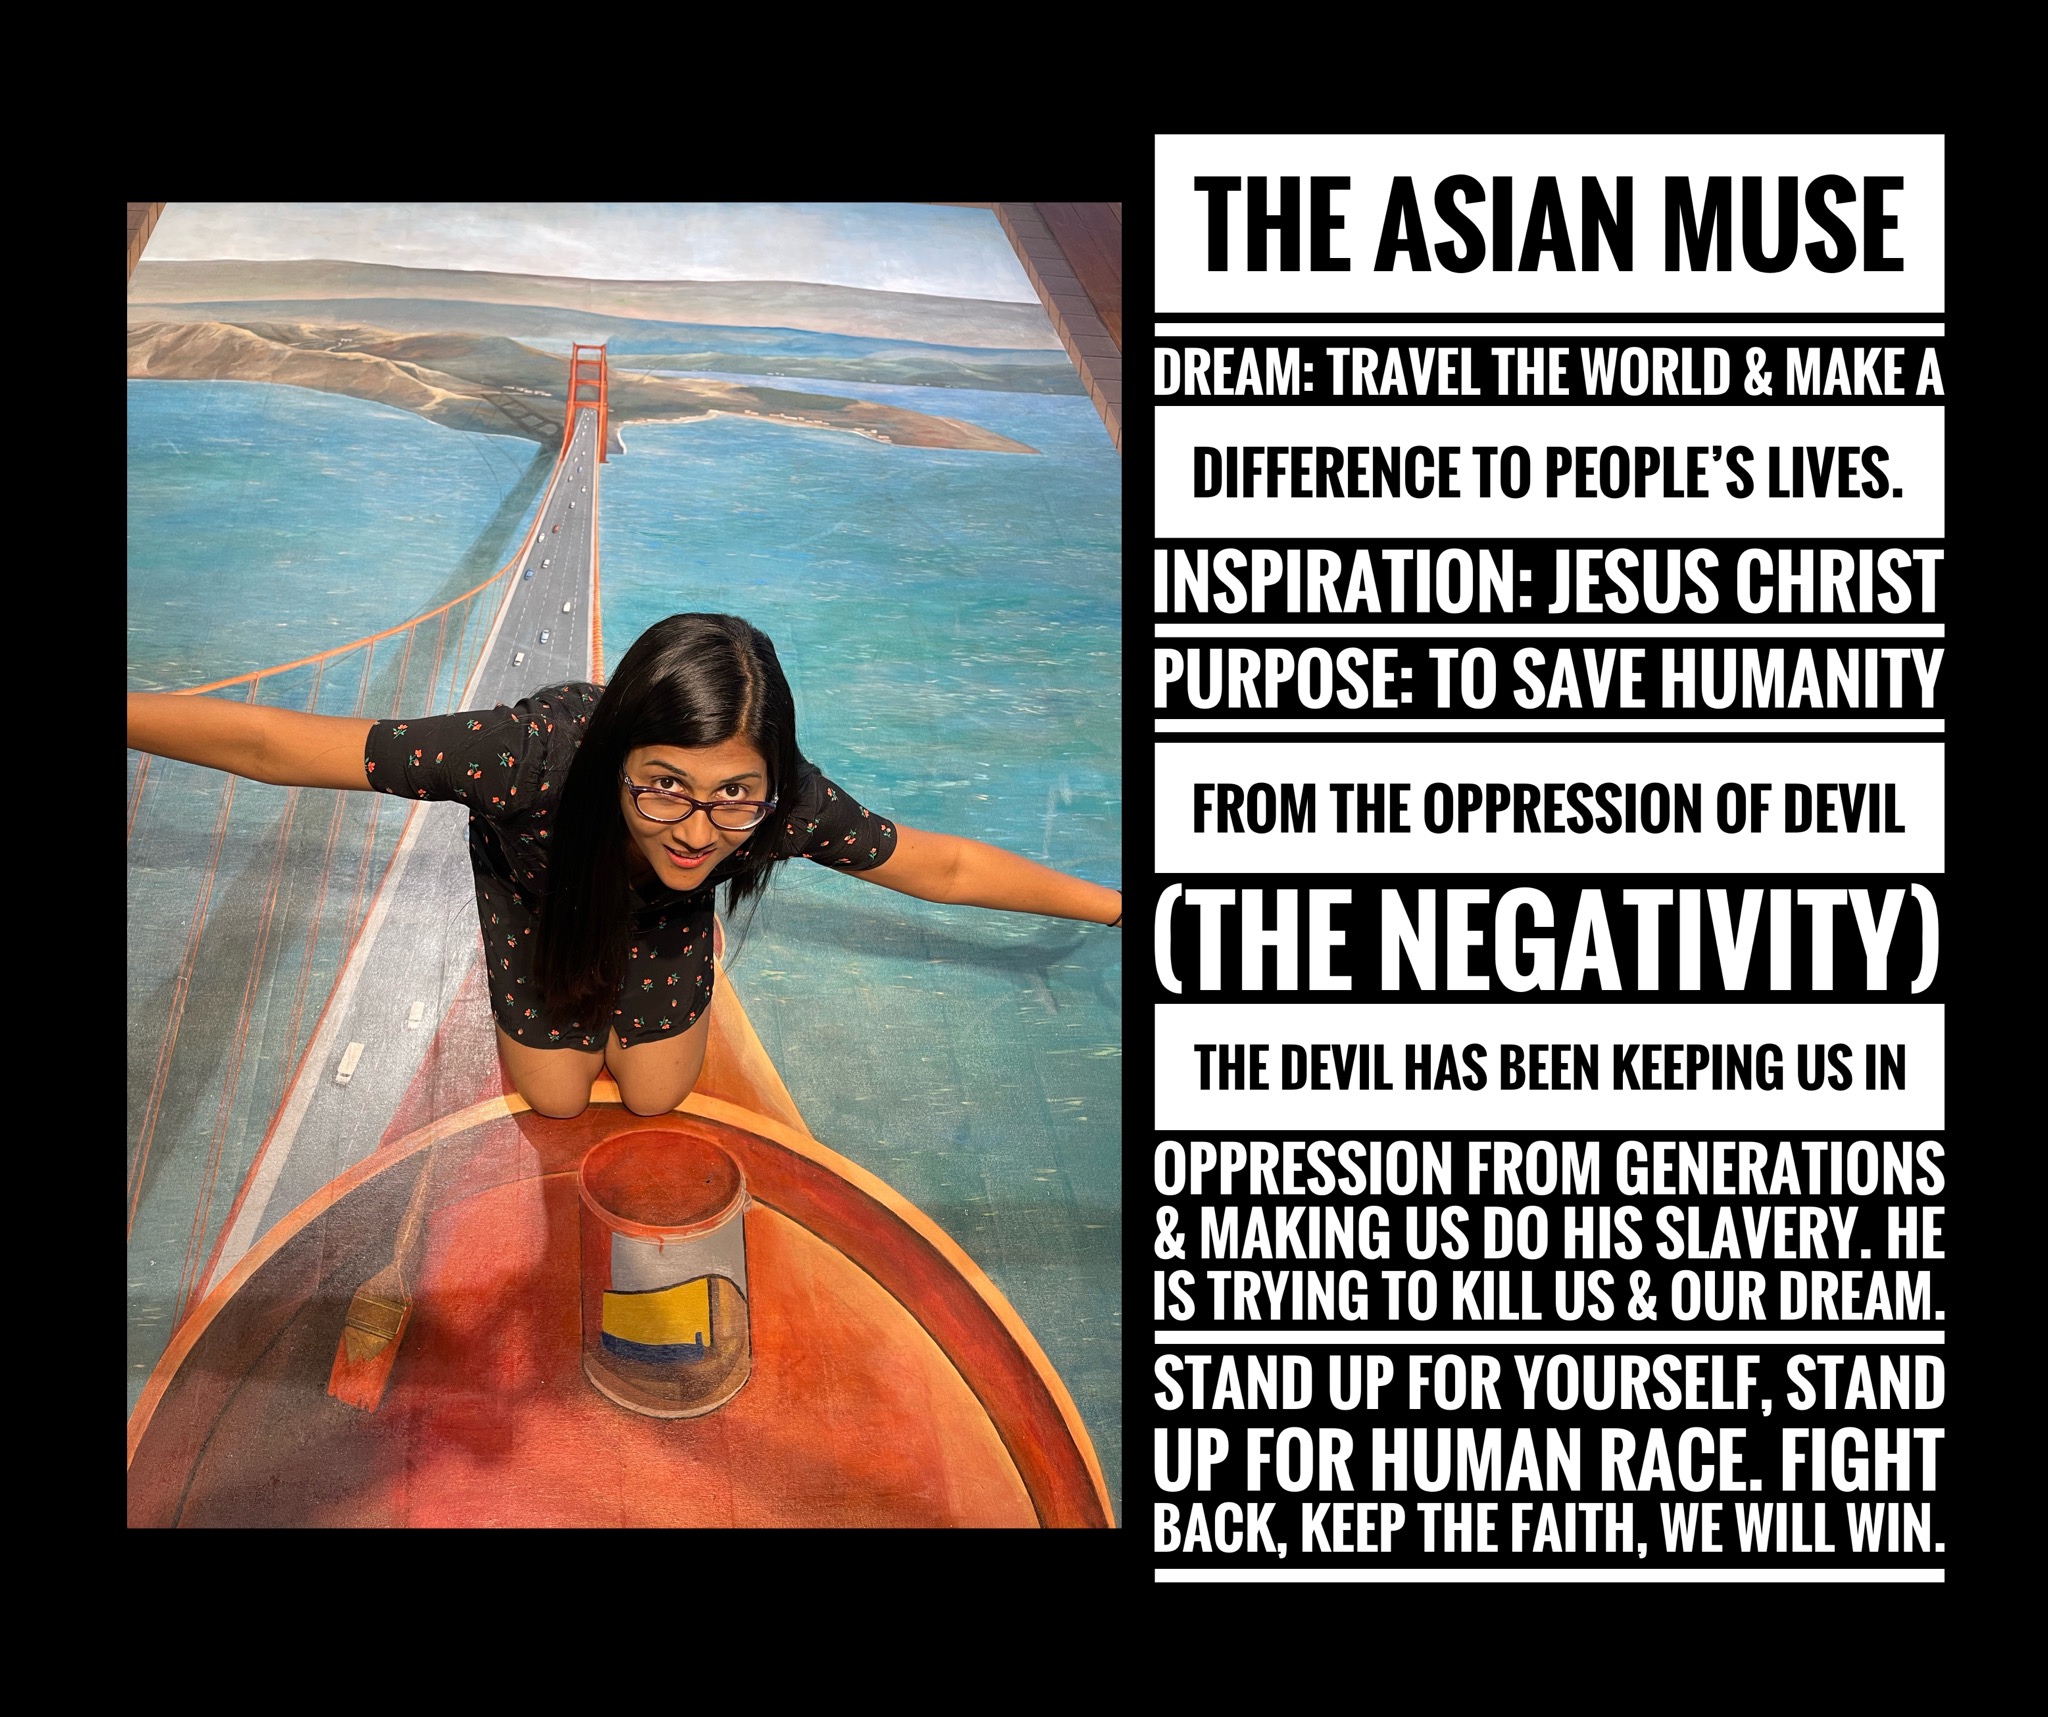 THE ASIAN MUSE
DREAM: TRAVEL THE WORLD & MAKE A
DIFFERENCE TO PEOPLE'S LIVES.
INSPIRATION: JESUS CHRIST
PURPOSE: TO SAVE HUMANITY
FROM THE OPPRESSION OF DEVIL
(THE NEGATIVITY)
THE DEVIL HAS BEEN KEEPING US IN
OPPRESSION FROM GENERATIONS
& MAKING US DO HIS SLAVERY. HE
IS TRYING TO KILL US & OUR DREAM.
STAND UP FOR YOURSELF, STAND
UP FOR HUMAN RACE. FIGHT
BACK, KEEP THE FAITH, WE WILL WIN.